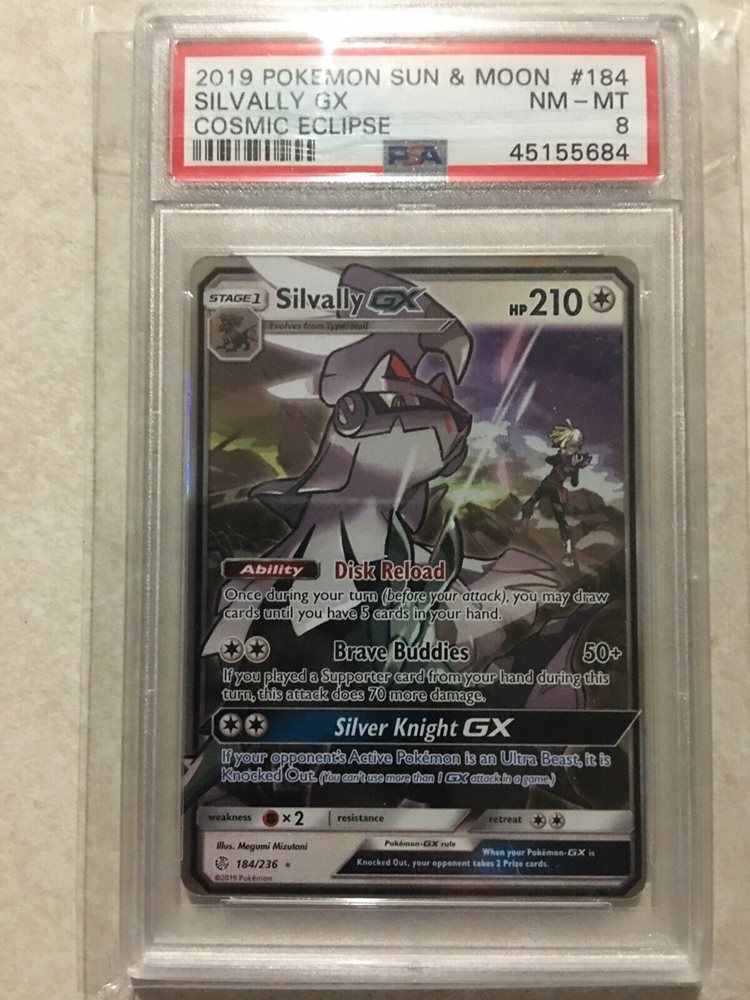 2019 POKEMON SUN & MOON #184
SILVALLY GX NM - MT
COSMIC ECLIPSE 8
PSA 45155684
STAGE 1 Silvally GX HP 210
Evolves from Type: Null
Ability Disk Reload
Once during your turn (before your attack), you may draw
cards until you have 5 cards in your hand.
Brave Buddies 50+
If you played a Supporter card from your hand during this
turn, this attack does 70 more damage.
Silver Knight GX
If your opponent's Active Pokémon is an Ultra Beast, it is
Knocked Out. (You can't use more than 1 GX attack in a game.)
weakness ×2 resistance retreat
Illus. Megumi Mizutani Pokémon-GX rule When your Pokémon-GX is
184/236 Knocked Out, your opponent takes 2 Prize cards.
©2019 Pokémon